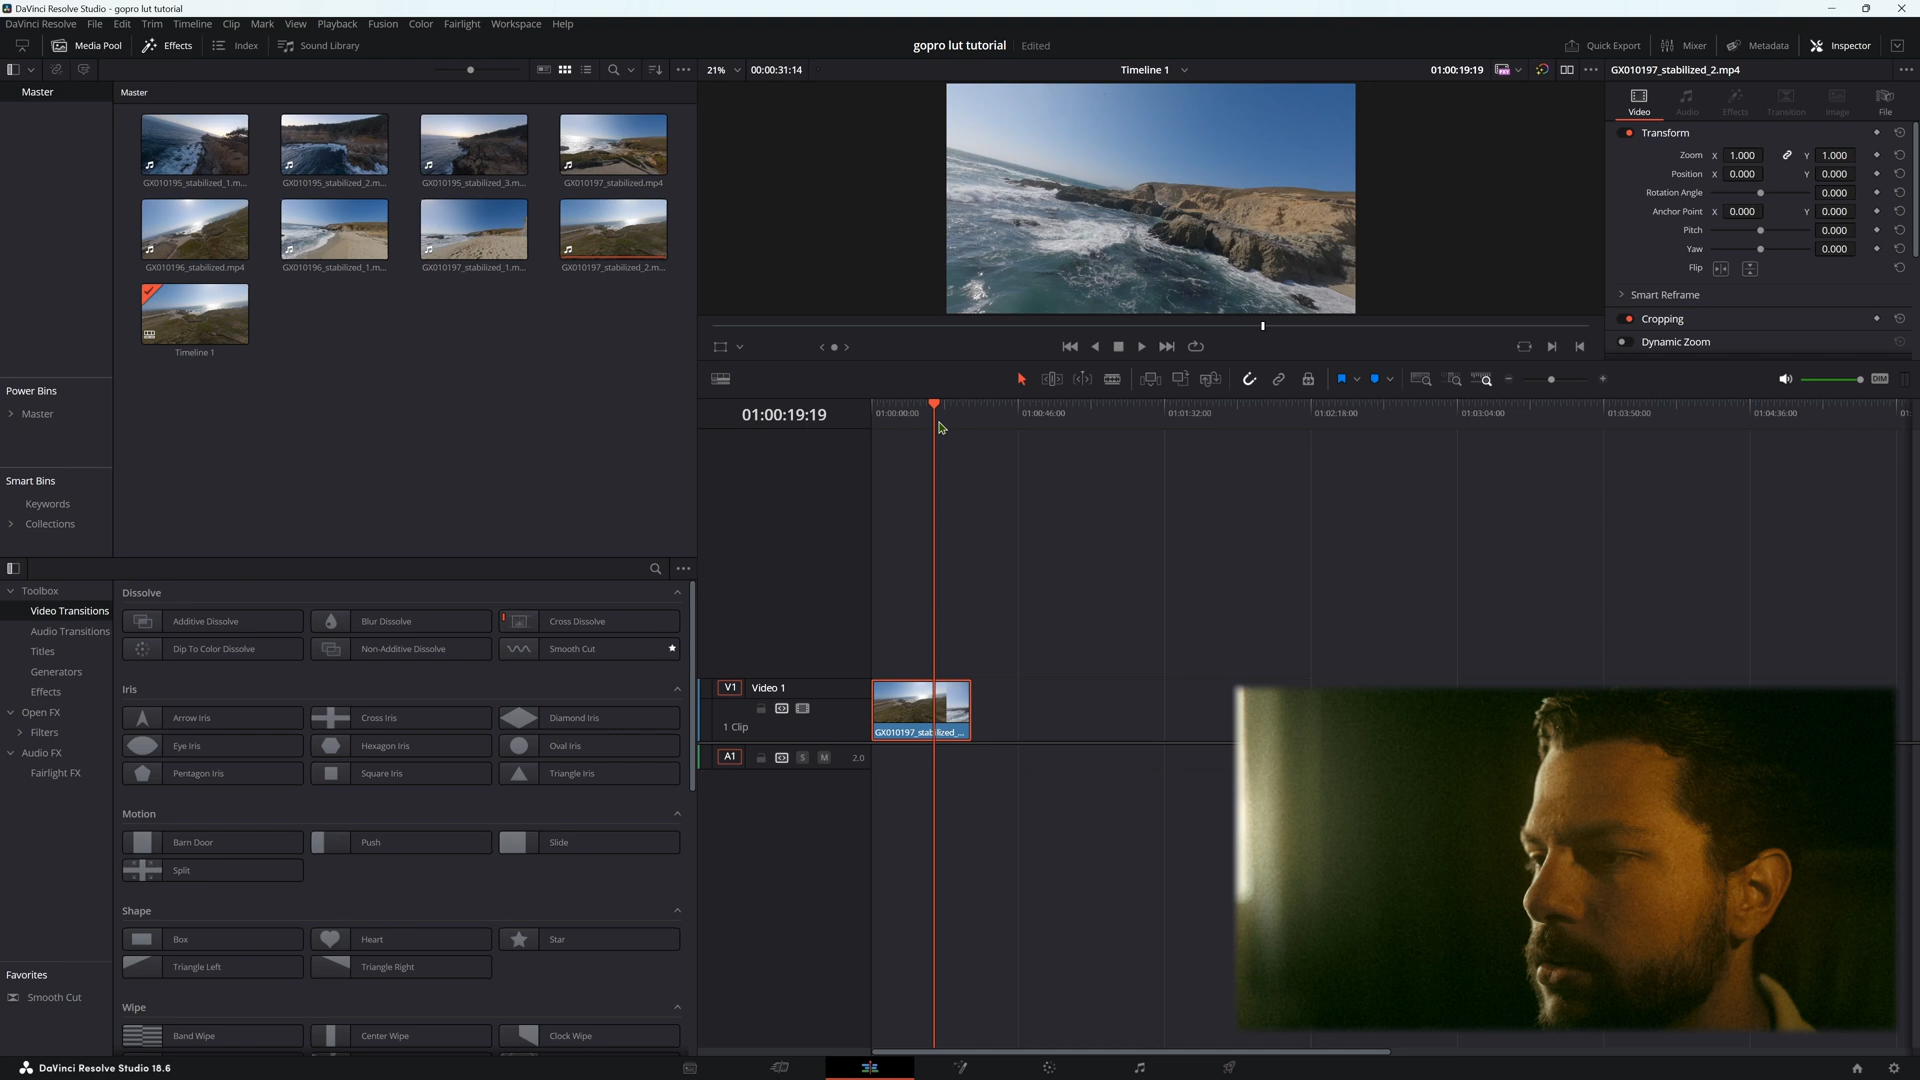 DaVinci Resolve Studio - gopro lut tutorial
DaVinci Resolve File Edit Trim Timeline Clip Mark View Playback Fusion Color Fairlight Workspace Help
Media Pool Effects Index Sound Library gopro lut tutorial Edited Quick Export Mixer Metadata Inspector
21% 00:00:31:14 Timeline 1 01:00:19:19 GX010197_stabilized_2.mp4
Master Master
Video Audio Effects Transition Image File
Transform
Zoom X 1.000 Y 1.000
Position X 0.000 Y 0.000
Rotation Angle 0.000
Anchor Point X 0.000 Y 0.000
Pitch 0.000
Yaw 0.000
Flip
Smart Reframe
Cropping
Dynamic Zoom
GX010195_stabilized_1.m... GX010195_stabilized_2.m... GX010195_stabilized_3.m... GX010197_stabilized.mp4
GX010196_stabilized.mp4 GX010196_stabilized_1.m... GX010197_stabilized_1.m... GX010197_stabilized_2.m...
Timeline 1
Power Bins
Master
Smart Bins
Keywords
Collections
DIM
01:00:19:19 01:00:00:00 01:00:46:00 01:01:32:00 01:02:18:00 01:03:04:00 01:03:50:00 01:04:36:00 01:
Toolbox
Video Transitions
Audio Transitions
Titles
Generators
Effects
Open FX
Filters
Audio FX
Fairlight FX
Favorites
Smooth Cut
Dissolve
Additive Dissolve Blur Dissolve Cross Dissolve
Dip To Color Dissolve Non-Additive Dissolve Smooth Cut
Iris
Arrow Iris Cross Iris Diamond Iris
Eye Iris Hexagon Iris Oval Iris
Pentagon Iris Square Iris Triangle Iris
Motion
Barn Door Push Slide
Split
Shape
Box Heart Star
Triangle Left Triangle Right
Wipe
Band Wipe Center Wipe Clock Wipe
V1 Video 1
1 Clip
GX010197_stabilized_...
A1 S M 2.0
DaVinci Resolve Studio 18.6